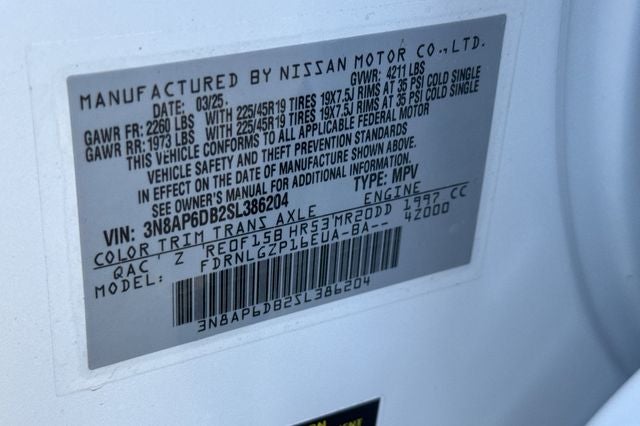 MANUFACTURED BY NISSAN MOTOR CO., LTD.
DATE: 03/25. GVWR: 4211 LBS
GAWR FR: 2260 LBS WITH 225/45R19 TIRES 19X7.5J RIMS AT 35 PSI COLD SINGLE
GAWR RR: 1973 LBS WITH 225/45R19 TIRES 19X7.5J RIMS AT 35 PSI COLD SINGLE
THIS VEHICLE CONFORMS TO ALL APPLICABLE FEDERAL MOTOR
VEHICLE SAFETY AND THEFT PREVENTION STANDARDS
IN EFFECT ON THE DATE OF MANUFACTURE SHOWN ABOVE.
SEE OWNER'S MANUAL FOR ADDITIONAL INFORMATION.
VIN: 3N8AP6DB2SL386204 TYPE: MPV
COLOR TRIM TRANS AXLE ENGINE
QAC' Z RE0F15B HR53 MR20DD 1997 CC
MODEL: FDRNLGZP16EUA-BA-- 42000
3N8AP6DB2SL386204